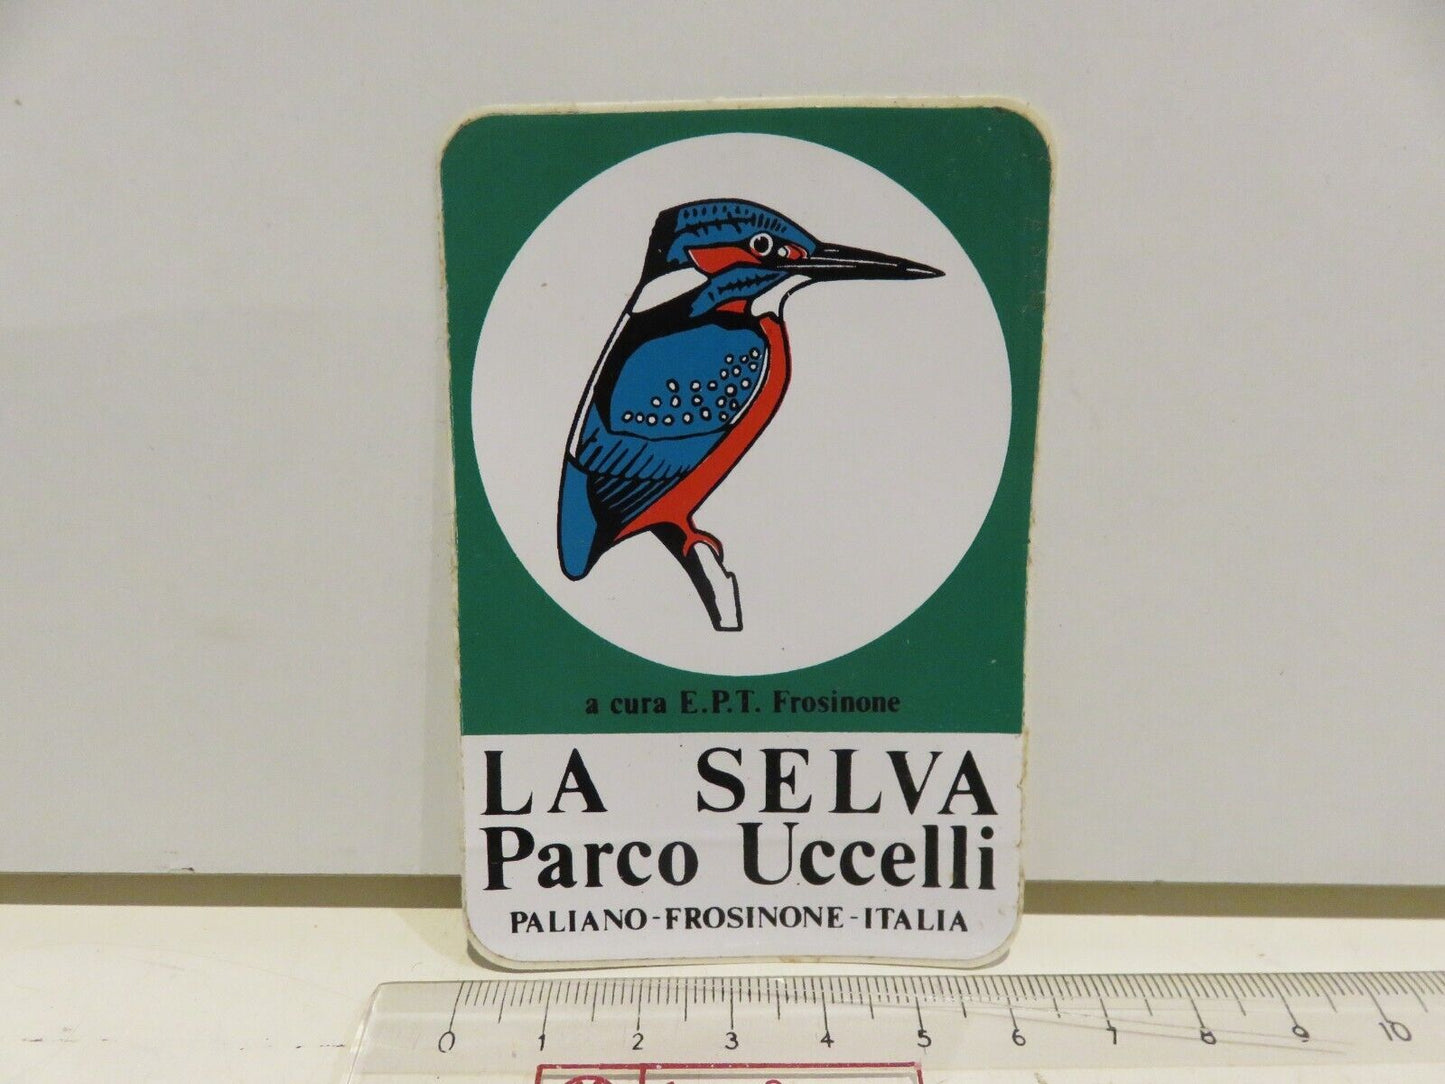 a cura E.P.T. Frosinone
LA SELVA
Parco Uccelli
PALIANO-FROSINONE-ITALIA
0 1 2 3 4 5 6 7 8 9 10